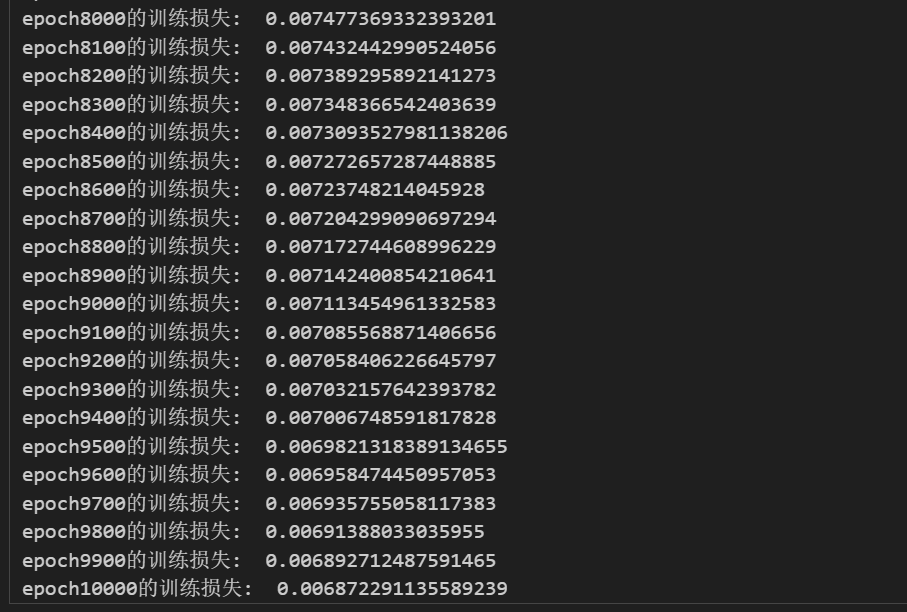 epoch8000的训练损失:  0.007477369332393201
epoch8100的训练损失:  0.007432442990524056
epoch8200的训练损失:  0.007389295892141273
epoch8300的训练损失:  0.007348366542403639
epoch8400的训练损失:  0.0073093527981138206
epoch8500的训练损失:  0.007272657287448885
epoch8600的训练损失:  0.00723748214045928
epoch8700的训练损失:  0.007204299090697294
epoch8800的训练损失:  0.007172744608996229
epoch8900的训练损失:  0.007142400854210641
epoch9000的训练损失:  0.007113454961332583
epoch9100的训练损失:  0.007085568871406656
epoch9200的训练损失:  0.007058406226645797
epoch9300的训练损失:  0.007032157642393782
epoch9400的训练损失:  0.007006748591817828
epoch9500的训练损失:  0.0069821318389134655
epoch9600的训练损失:  0.006958474450957053
epoch9700的训练损失:  0.006935755058117383
epoch9800的训练损失:  0.00691388033035955
epoch9900的训练损失:  0.006892712487591465
epoch10000的训练损失:  0.006872291135589239